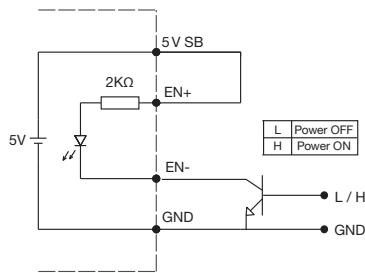 5V SB
2KΩ
EN+
5V
L Power OFF
H Power ON
EN-
L / H
GND
GND